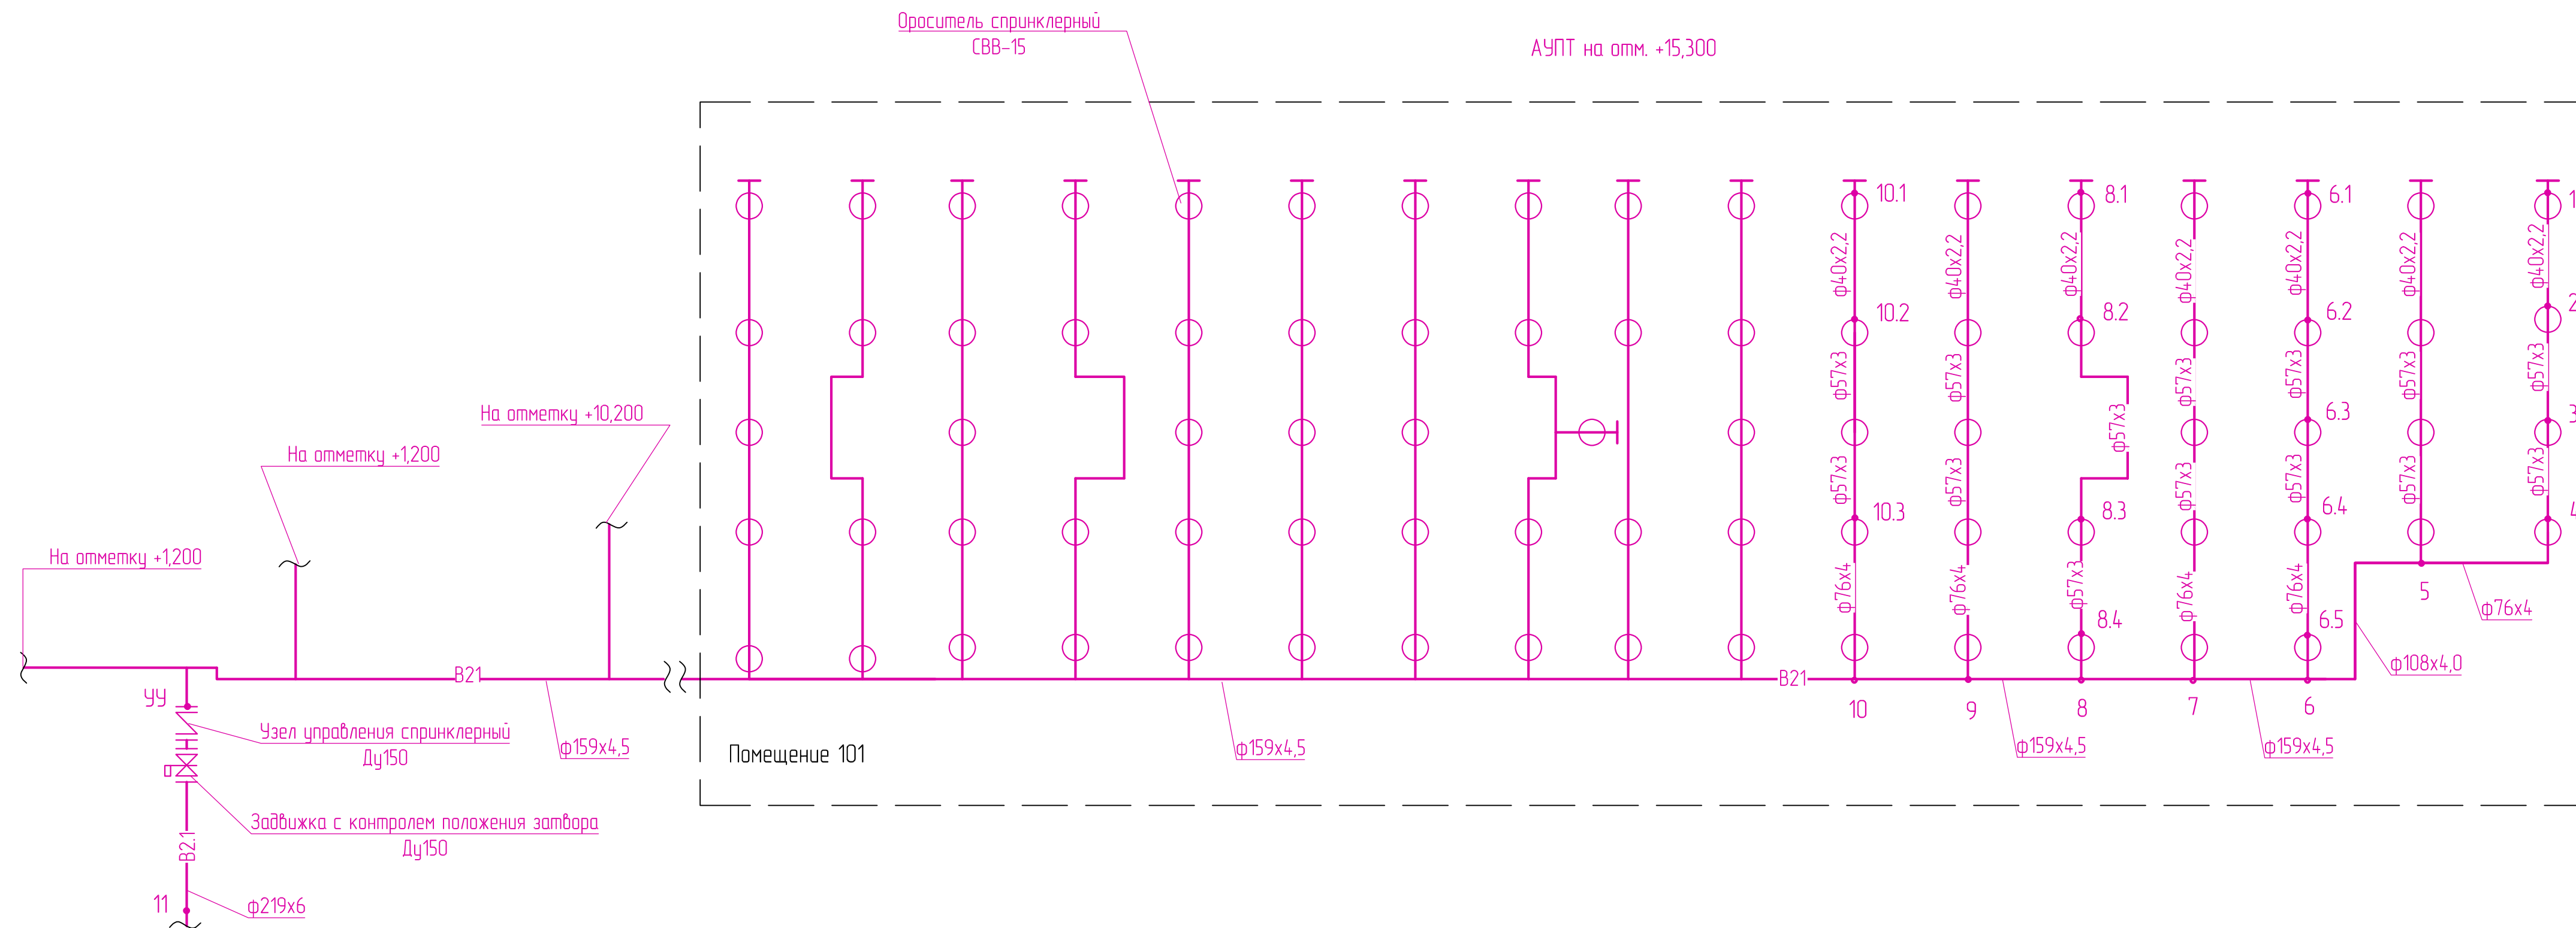 Ороситель спринклерный
СВВ-15
АУПТ на отм. +15,300
10.1
8.1
6.1
1
ф40х2,2
ф40х2,2
ф40х2,2
ф40х2,2
ф40х2,2
ф40х2,2
ф40х2,2
10.2
8.2
6.2
2
ф57х3
ф57х3
ф57х3
ф57х3
ф57х3
ф57х3
ф57х3
6.3
3
На отметку +10,200
На отметку +1,200
На отметку +1,200
ф57х3
ф57х3
ф57х3
ф57х3
ф57х3
ф57х3
10.3
8.3
6.4
4
ф76х4
ф76х4
ф57х3
ф76х4
ф76х4
5
ф76х4
8.4
6.5
ф108х4,0
В21
В21
УУ
10
9
8
7
6
Узел управления спринклерный
Ду150
ф159х4,5
Помещение 101
ф159х4,5
ф159х4,5
ф159х4,5
Задвижка с контролем положения затвора
Ду150
В2.1
11
ф219х6